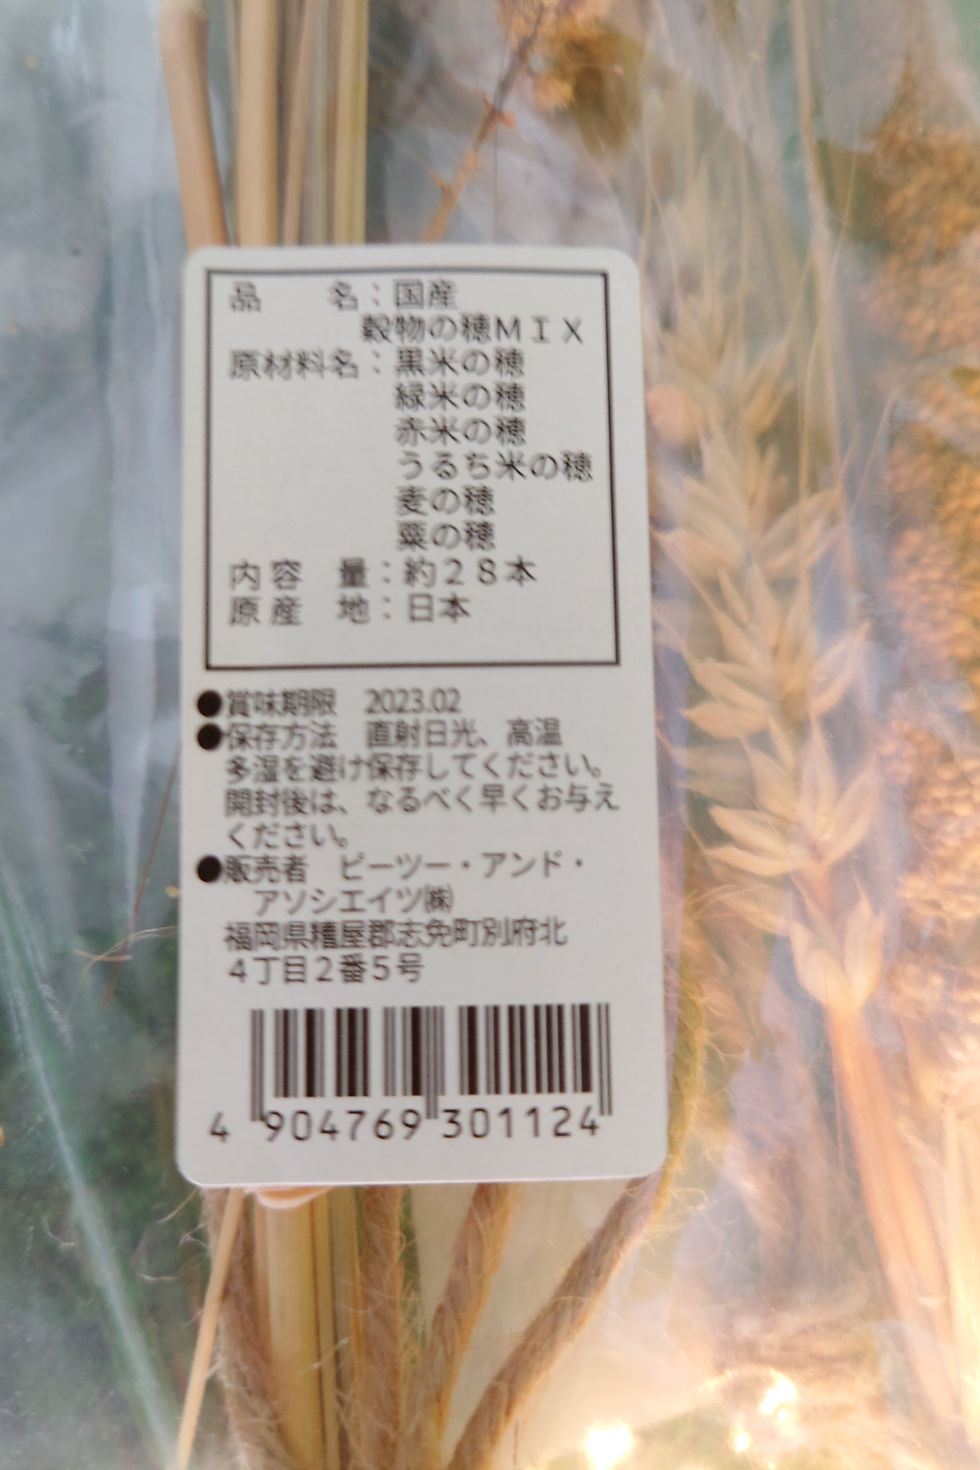 品　　名：国産
穀物の穂ＭＩＸ
原材料名：黒米の穂
緑米の穂
赤米の穂
うるち米の穂
麦の穂
粟の穂
内容　量：約２８本
原産　地：日本
●賞味期限　2023.02
●保存方法　直射日光、高温
多湿を避け保存してください。
開封後は、なるべく早くお与え
ください。
●販売者　ビーツー・アンド・
アソシエイツ㈱
福岡県糟屋郡志免町別府北
４丁目２番５号
4 904769 301124